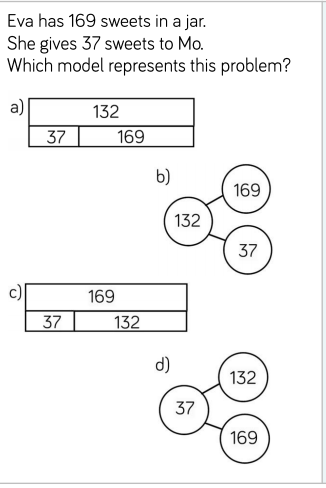 Eva has 169 sweets in a jar.
She gives 37 sweets to Mo.
Which model represents this problem?
a)
132
37 169
b)
169
132
37
c)
169
37 132
d)
132
37
169